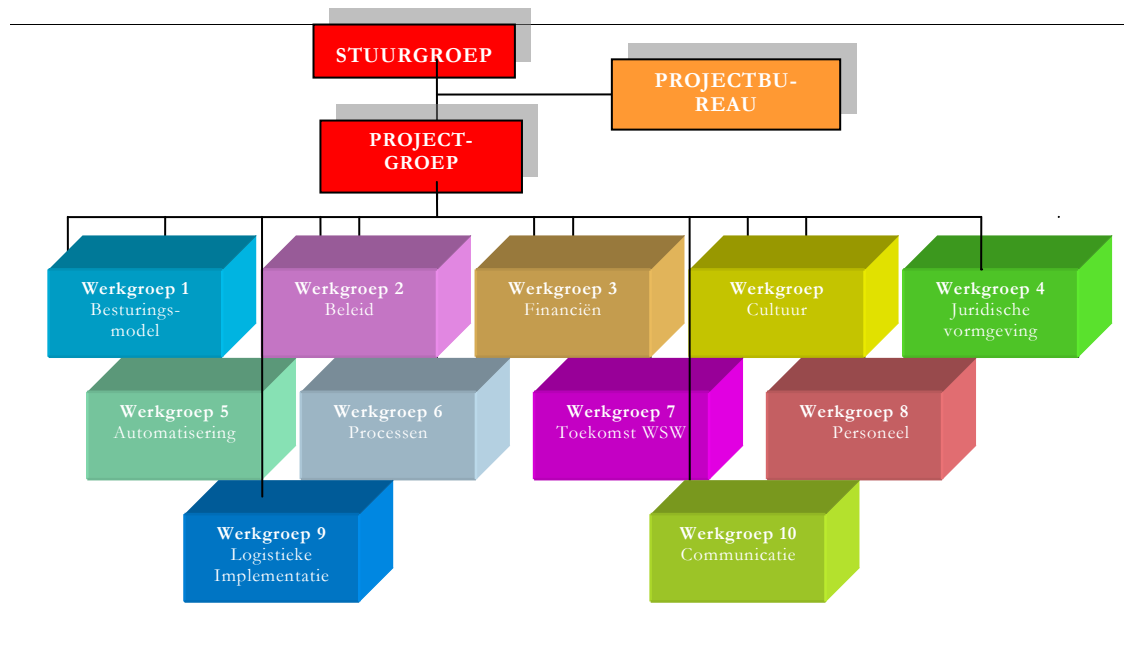 STUURGROEP
PROJECTBU-
REAU
PROJECT-
GROEP
Werkgroep 1
Besturings-
model
Werkgroep 2
Beleid
Werkgroep 3
Financiën
Werkgroep
Cultuur
Werkgroep 4
Juridische
vormgeving
Werkgroep 5
Automatisering
Werkgroep 6
Processen
Werkgroep 7
Toekomst WSW
Werkgroep 8
Personeel
Werkgroep 9
Logistieke
Implementatie
Werkgroep 10
Communicatie